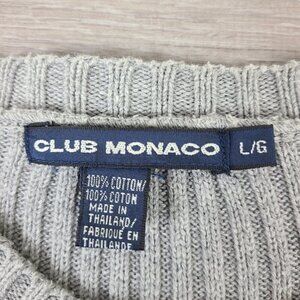 CLUB MONACO
L/G
100% COTTON/
100% COTON
MADE IN
THAILAND/
FABRIQUÉ EN
THAILANDE